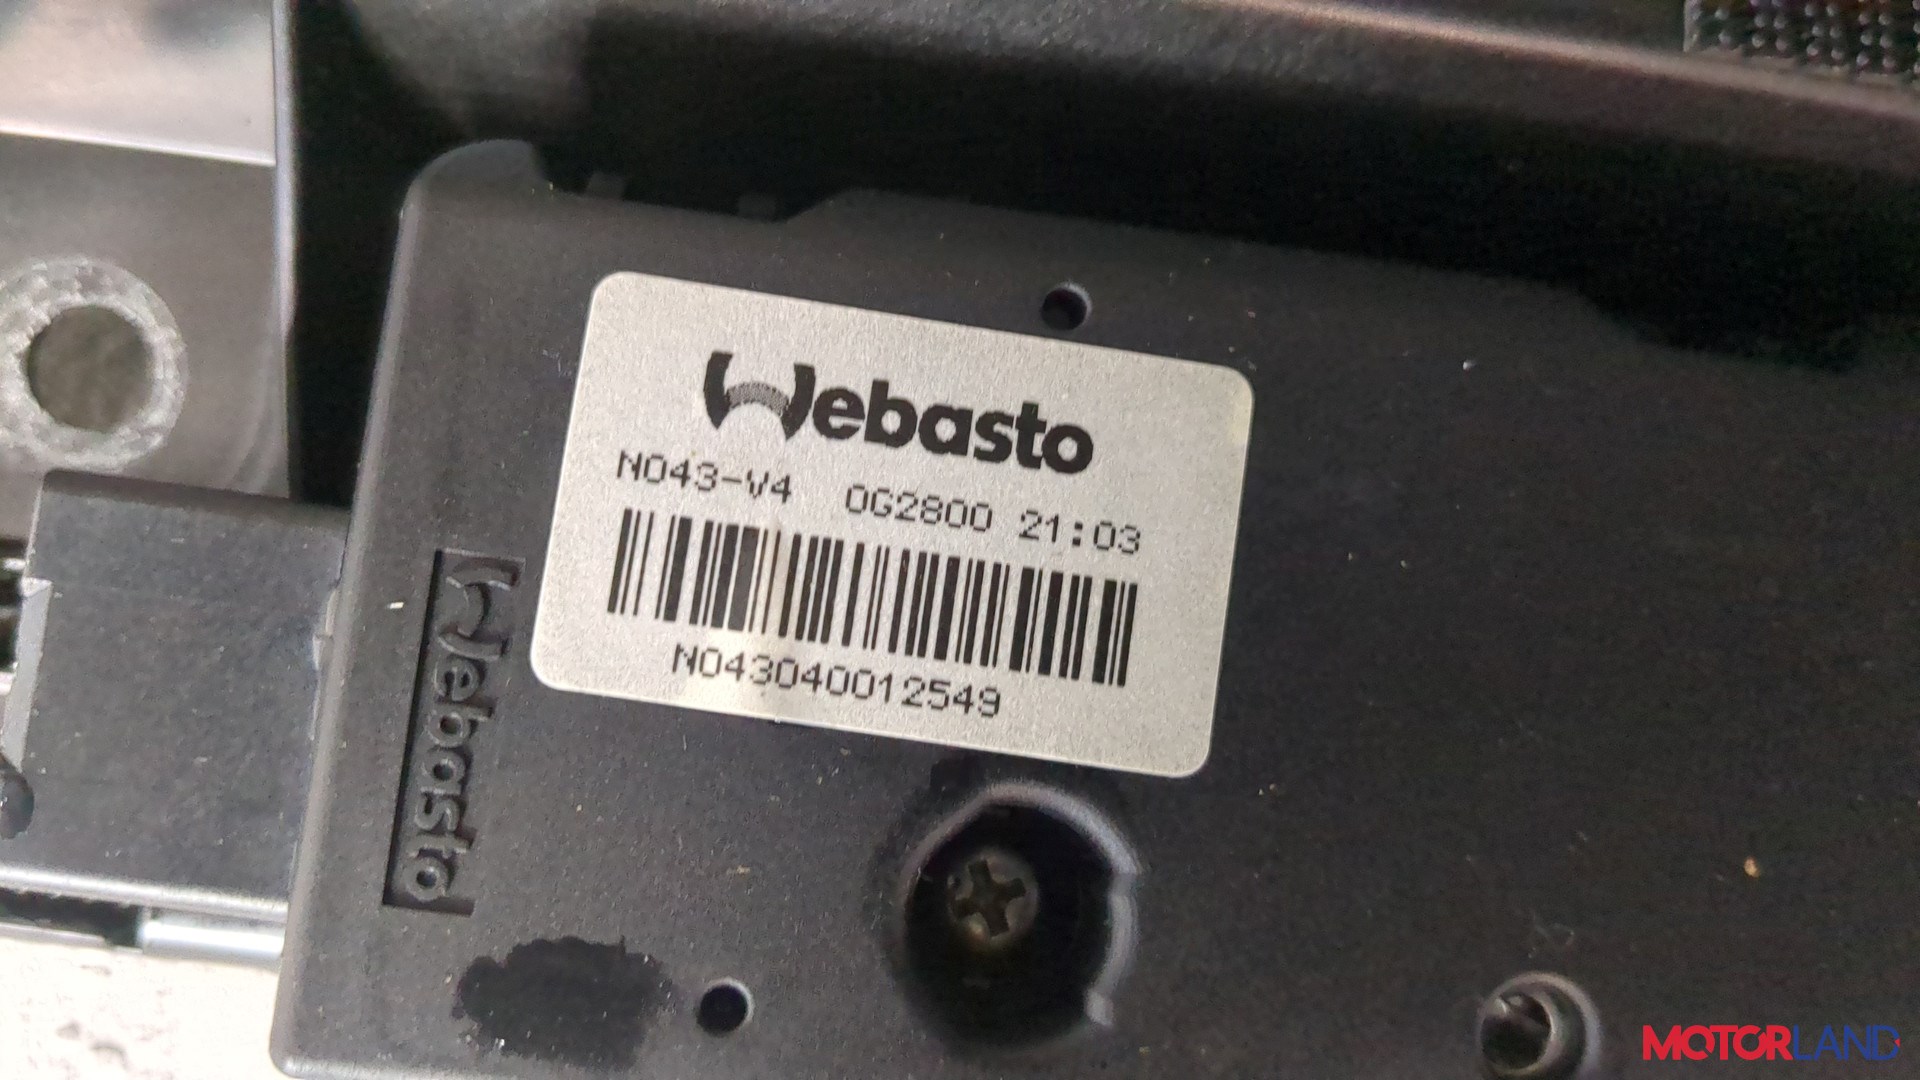 Webasto
N043-V4 0G2800 21:03
N043040012549
Webasto
MOTORLAND